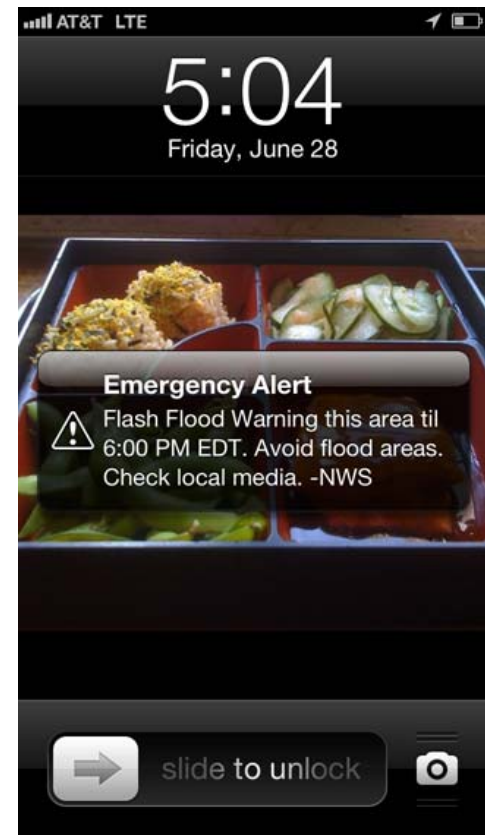 AT&T LTE
5:04
Friday, June 28
Emergency Alert
Flash Flood Warning this area til
6:00 PM EDT. Avoid flood areas.
Check local media. -NWS
slide to unlock